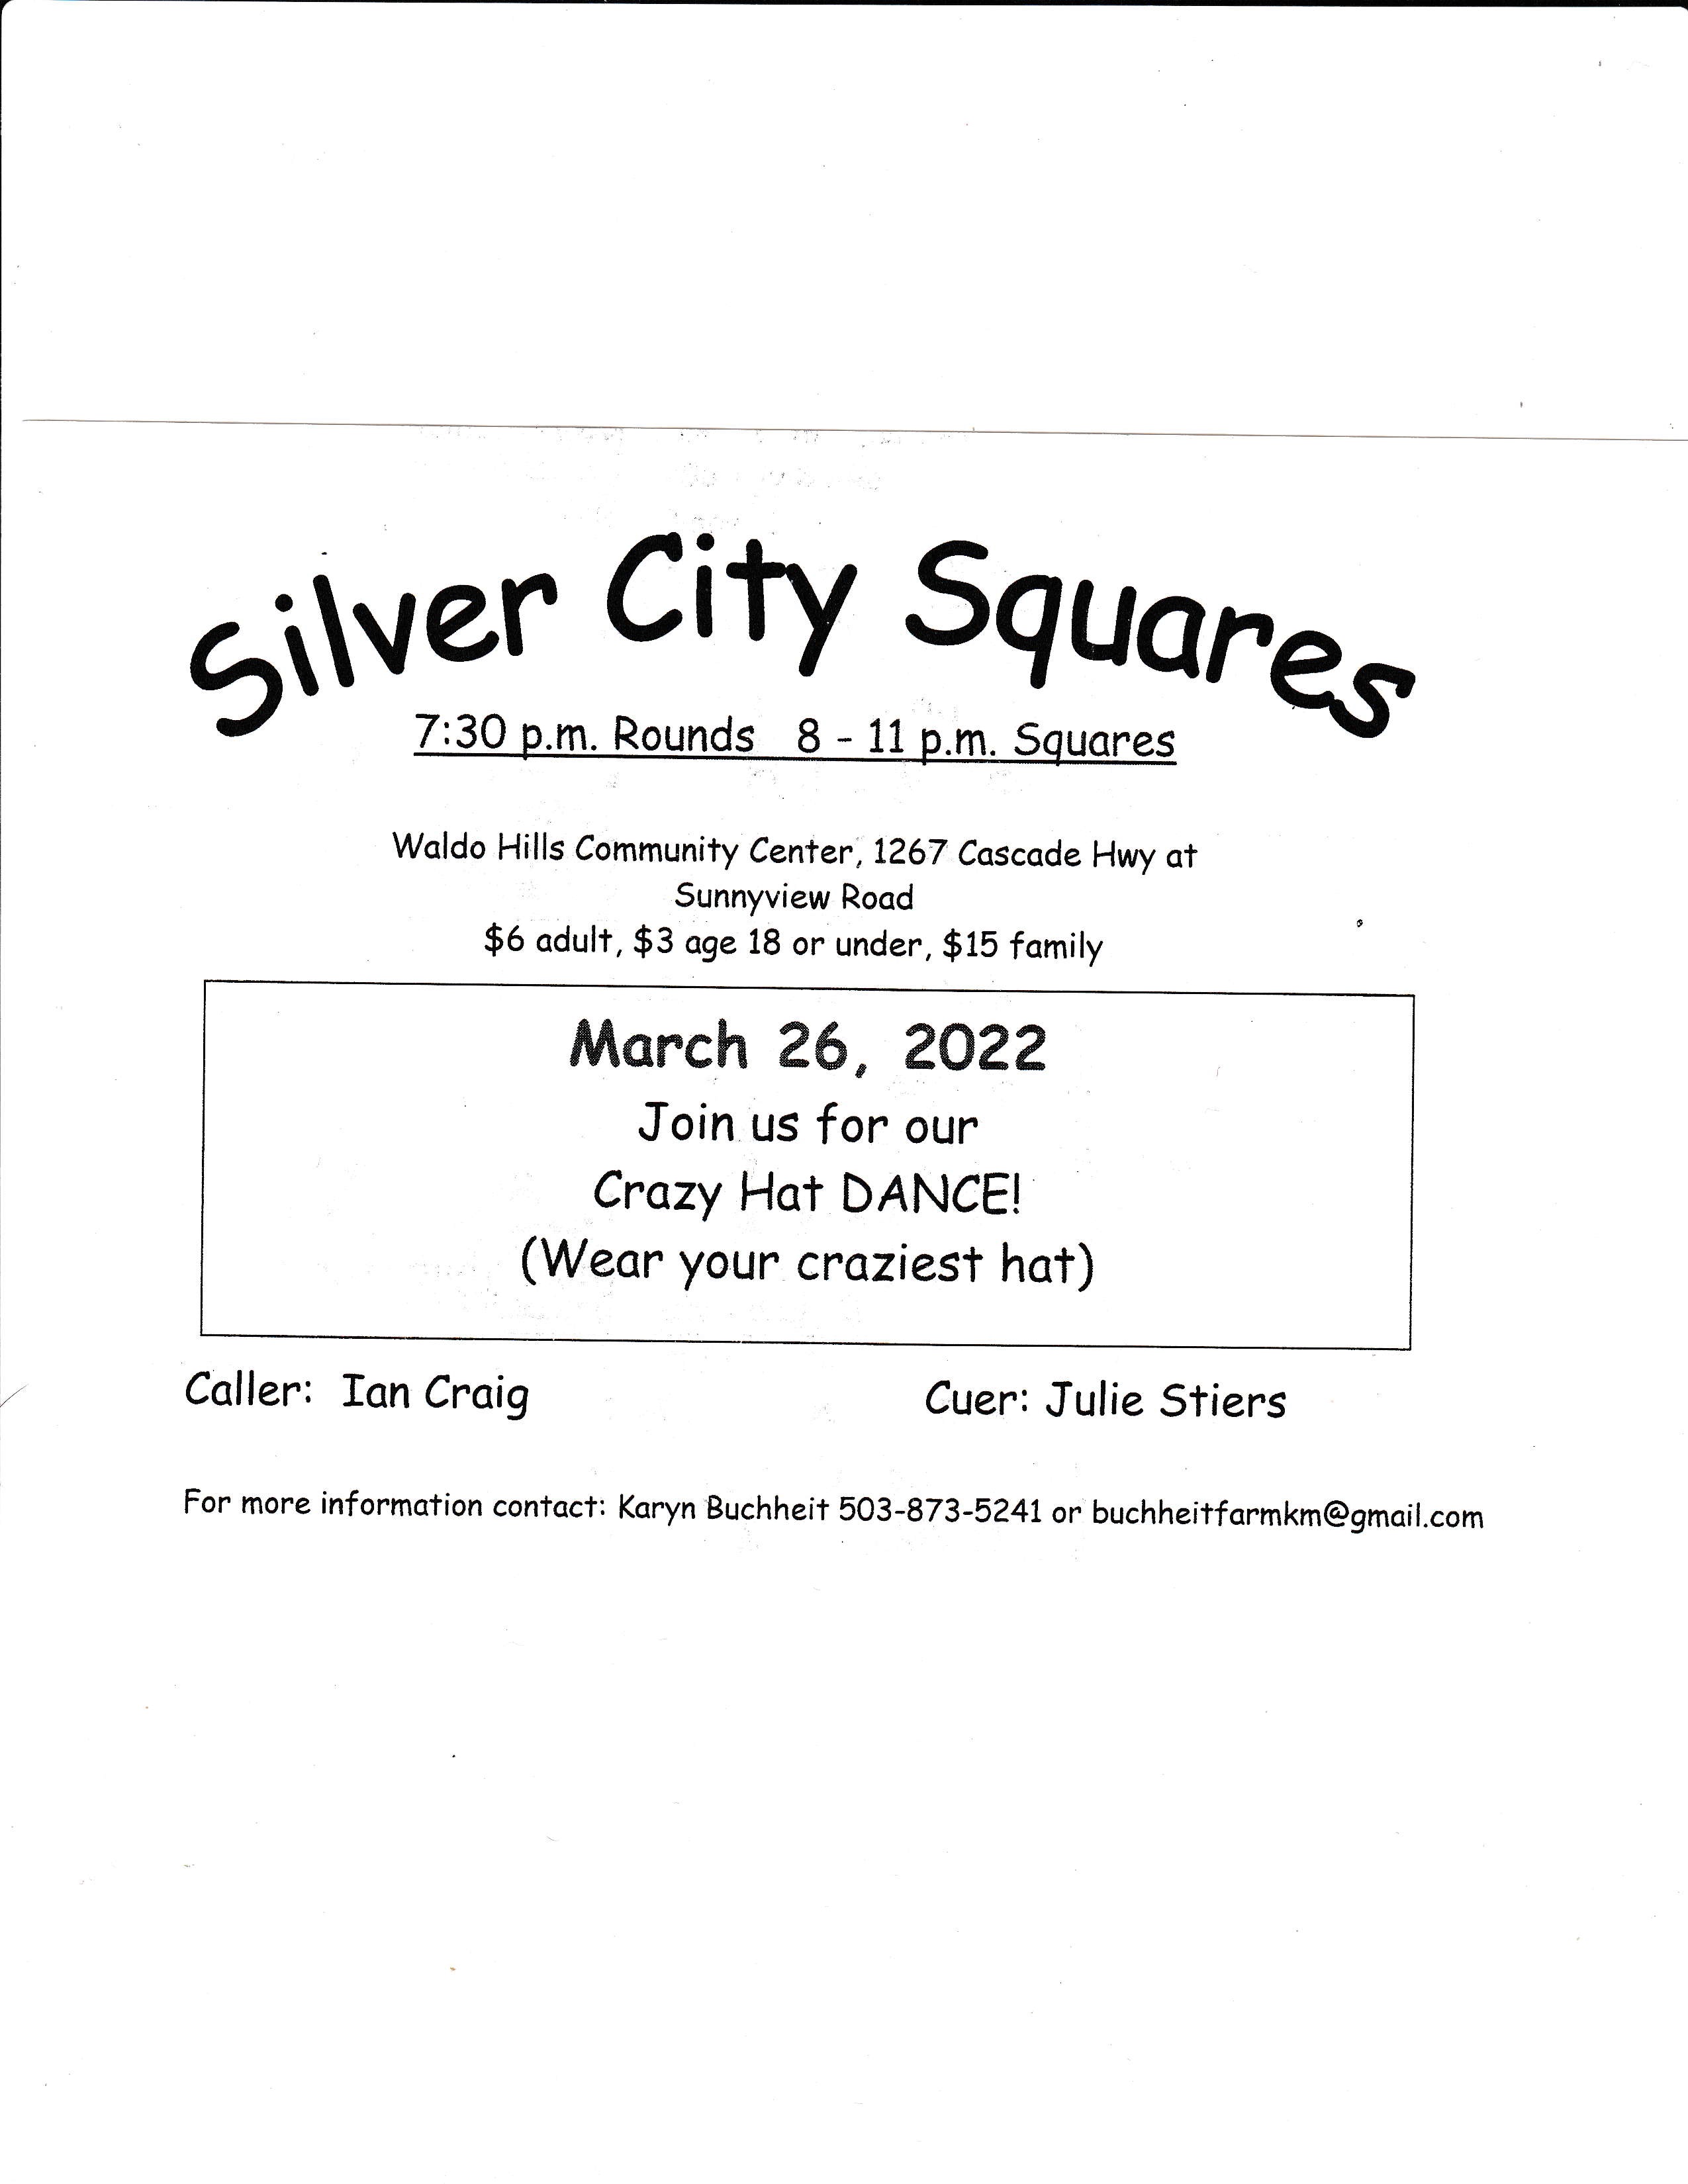 Silver City Squares
7:30 p.m. Rounds   8 - 11 p.m. Squares
Waldo Hills Community Center, 1267 Cascade Hwy at
Sunnyview Road
$6 adult, $3 age 18 or under, $15 family
March 26, 2022
Join us for our
Crazy Hat DANCE!
(Wear your craziest hat)
Caller: Ian Craig   Cuer: Julie Stiers
For more information contact: Karyn Buchheit 503-873-5241 or buchheitfarmkm@gmail.com